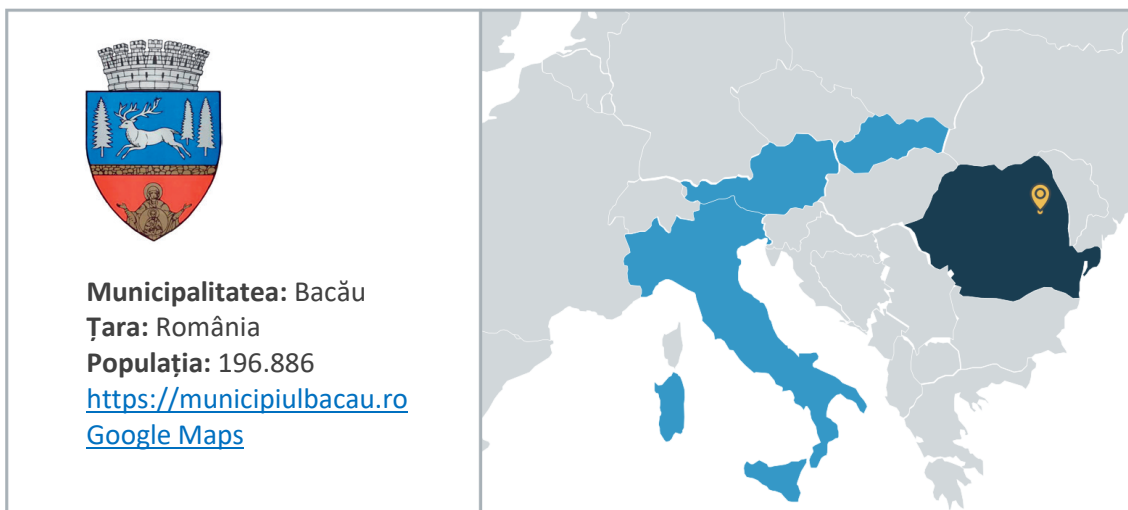 Municipalitatea: Bacău
Țara: România
Populația: 196.886
https://municipiulbacau.ro
Google Maps